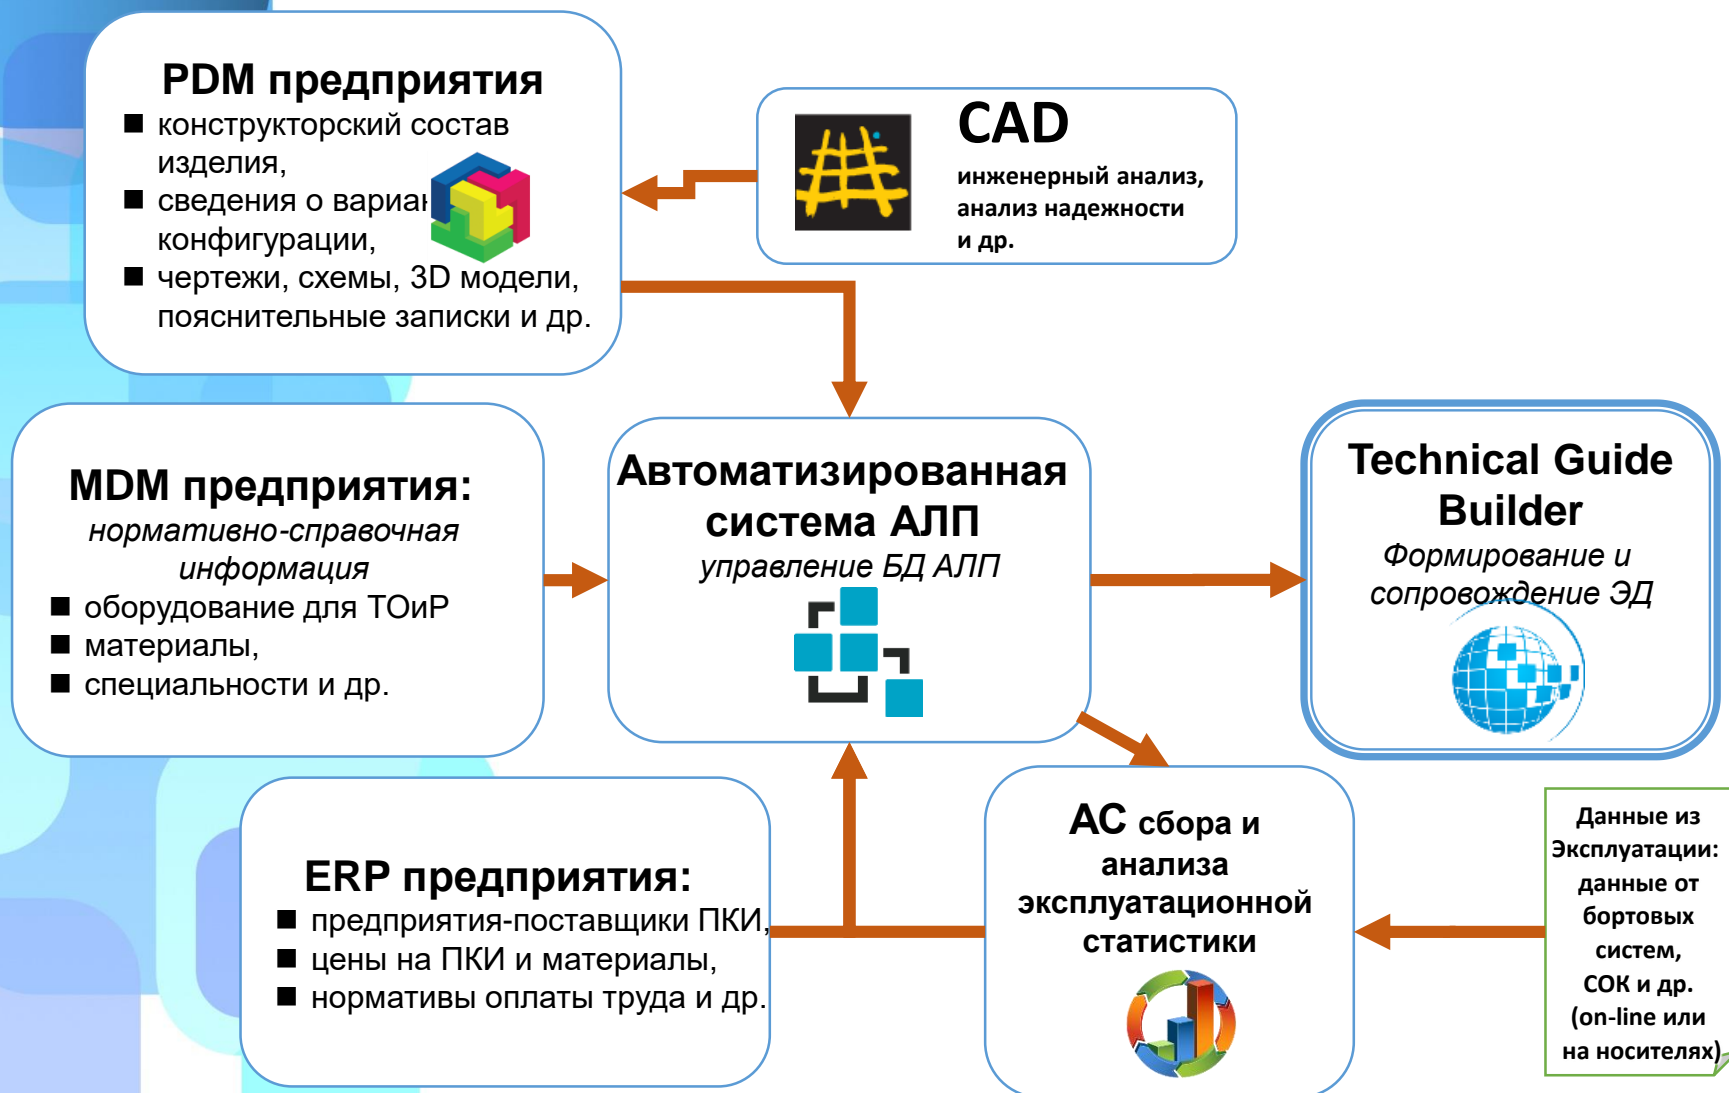 PDM предприятия
конструкторский состав
изделия,
сведения о вариан
конфигурации,
чертежи, схемы, 3D модели,
пояснительные записки и др.
CAD
инженерный анализ,
анализ надежности
и др.
MDM предприятия:
нормативно-справочная
информация
оборудование для ТОиР
материалы,
специальности и др.
Автоматизированная
система АЛП
управление БД АЛП
Technical Guide
Builder
Формирование и
сопровождение ЭД
ERP предприятия:
предприятия-поставщики ПКИ,
цены на ПКИ и материалы,
нормативы оплаты труда и др.
АС сбора и
анализа
эксплуатационной
статистики
Данные из
Эксплуатации:
данные от
бортовых
систем,
СОК и др.
(on-line или
на носителях)